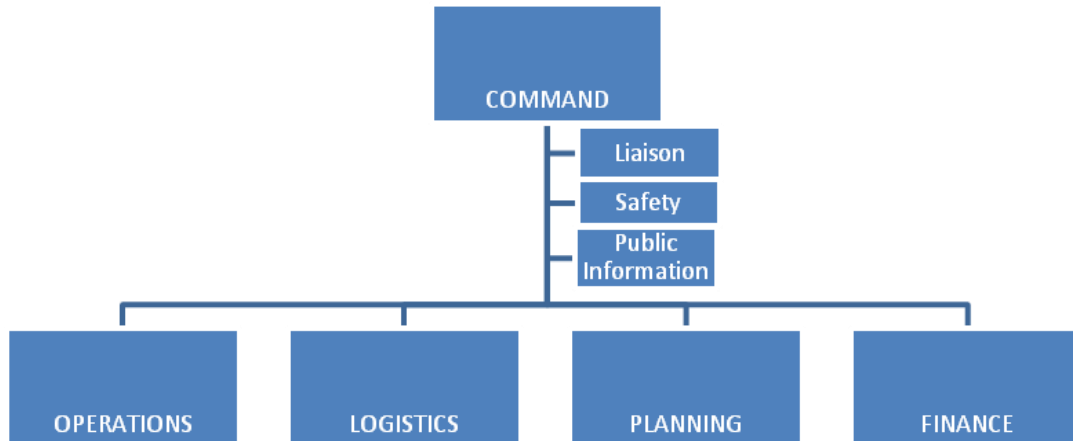 COMMAND
Liaison
Safety
Public
Information
OPERATIONS
LOGISTICS
PLANNING
FINANCE